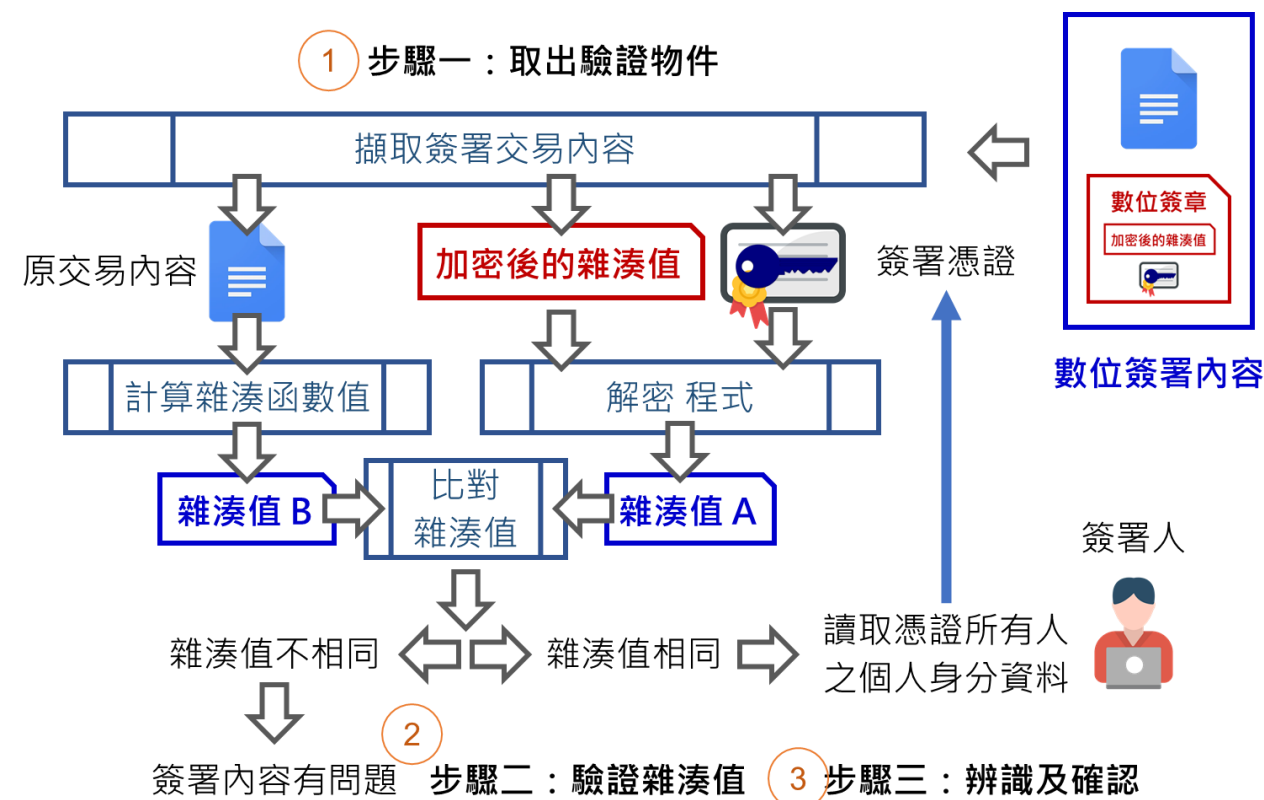 1 步驟一：取出驗證物件
擷取簽署交易內容
數位簽章
加密後的雜湊值
數位簽署內容
原交易內容
加密後的雜湊值
簽署憑證
計算雜湊函數值
解密 程式
雜湊值 B
比對
雜湊值
雜湊值 A
簽署人
雜湊值不相同
雜湊值相同
讀取憑證所有人
之個人身分資料
簽署內容有問題
2 步驟二：驗證雜湊值
3 步驟三：辨識及確認